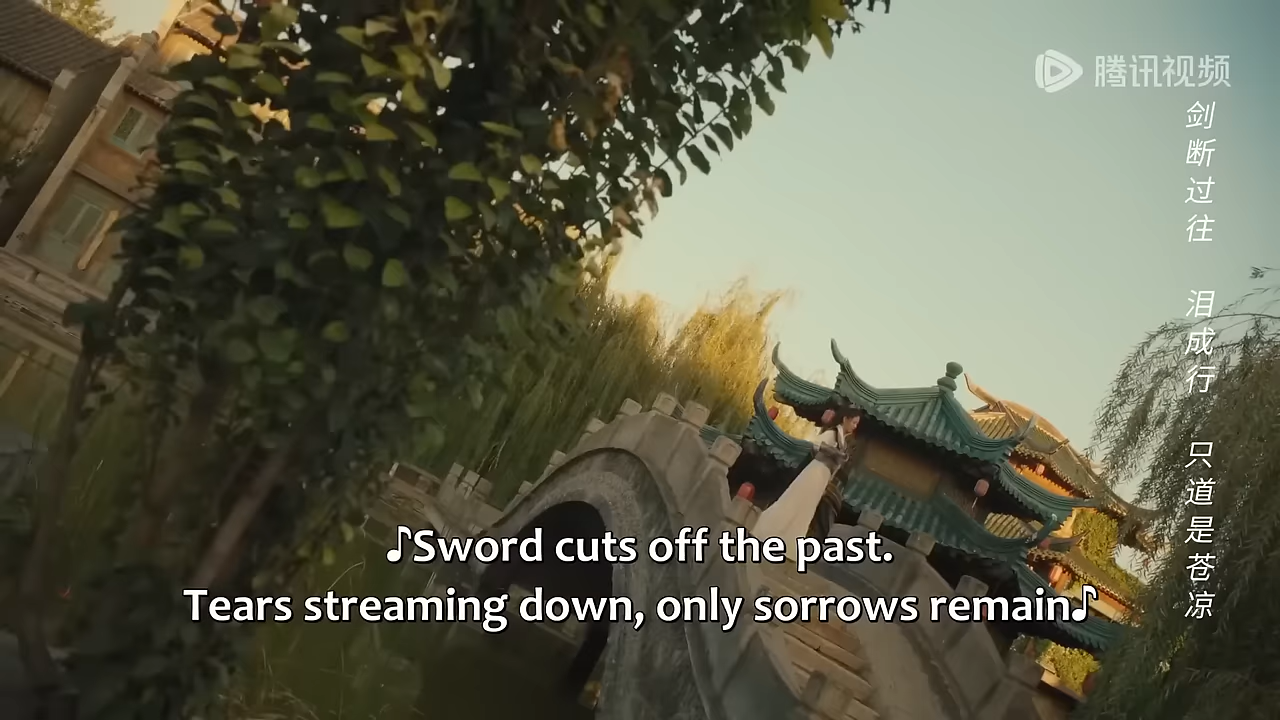 腾讯视频
剑断过往 泪成行 只道是苍凉
♪Sword cuts off the past.
Tears streaming down, only sorrows remain♪